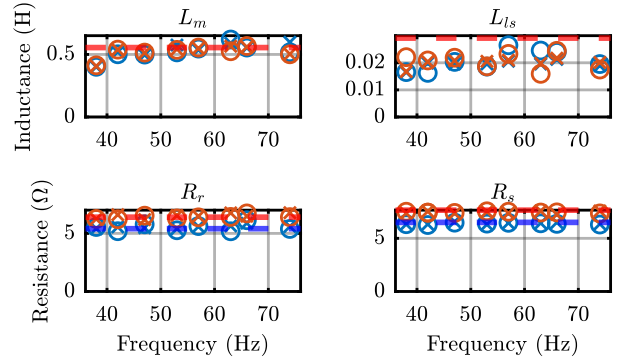 L_m
L_ls
Inductance (H)
0.5
0
40 50 60 70
0.02
0.01
0
40 50 60 70
R_r
R_s
Resistance (Ω)
5
0
40 50 60 70
5
0
40 50 60 70
Frequency (Hz)
Frequency (Hz)